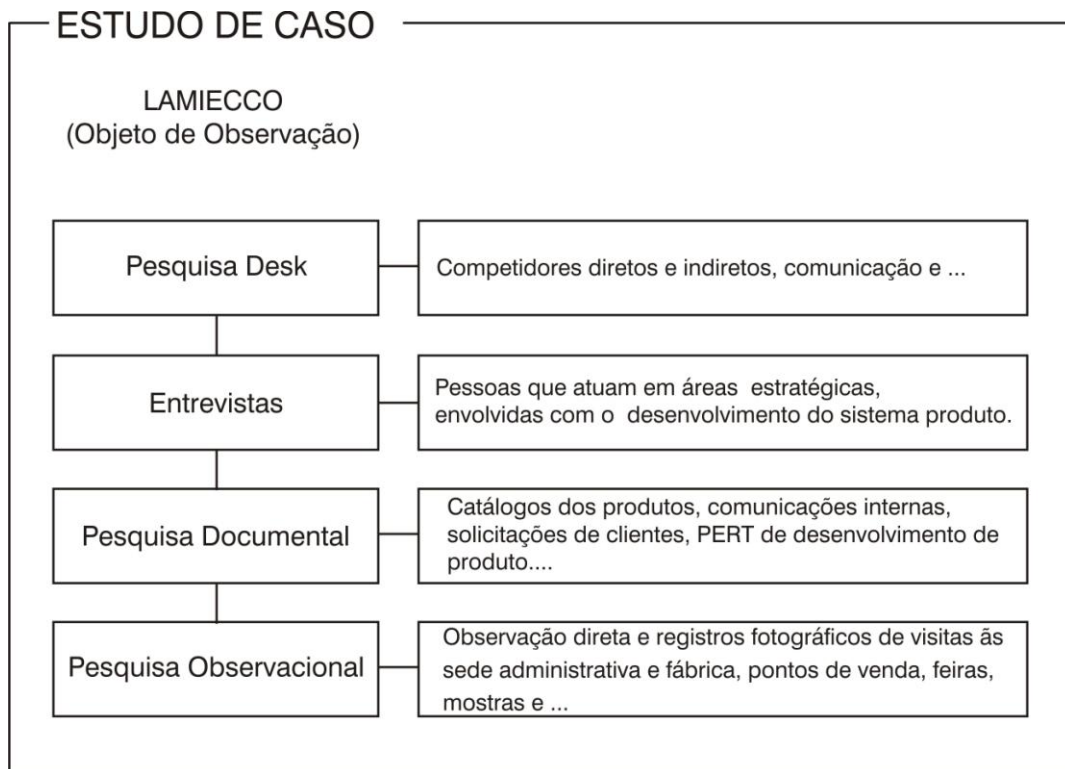 ESTUDO DE CASO
LAMIECCO
(Objeto de Observação)
Pesquisa Desk
Competidores diretos e indiretos, comunicação e ...
Entrevistas
Pessoas que atuam em áreas estratégicas,
envolvidas com o desenvolvimento do sistema produto.
Pesquisa Documental
Catálogos dos produtos, comunicações internas,
solicitações de clientes, PERT de desenvolvimento de
produto....
Pesquisa Observacional
Observação direta e registros fotográficos de visitas ãs
sede administrativa e fábrica, pontos de venda, feiras,
mostras e ...